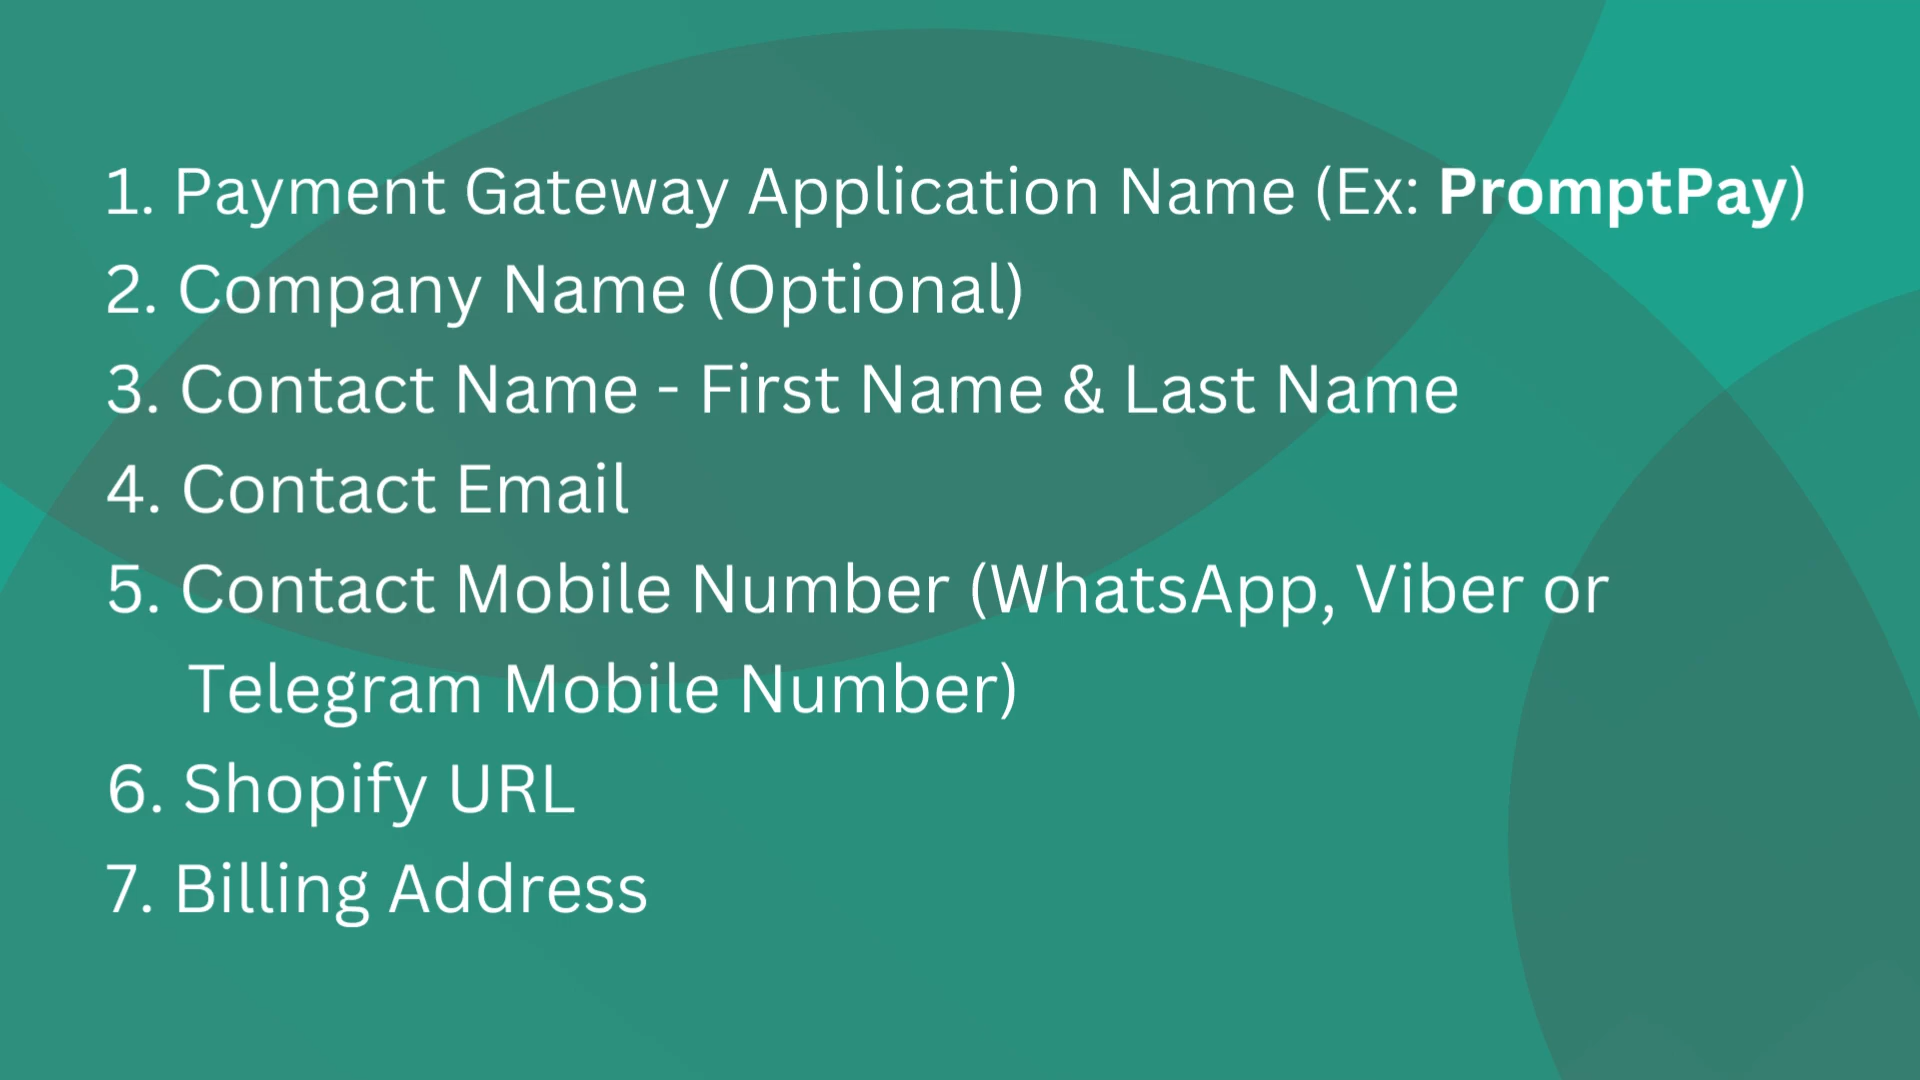 1. Payment Gateway Application Name (Ex: PromptPay)
2. Company Name (Optional)
3. Contact Name - First Name & Last Name
4. Contact Email
5. Contact Mobile Number (WhatsApp, Viber or
Telegram Mobile Number)
6. Shopify URL
7. Billing Address